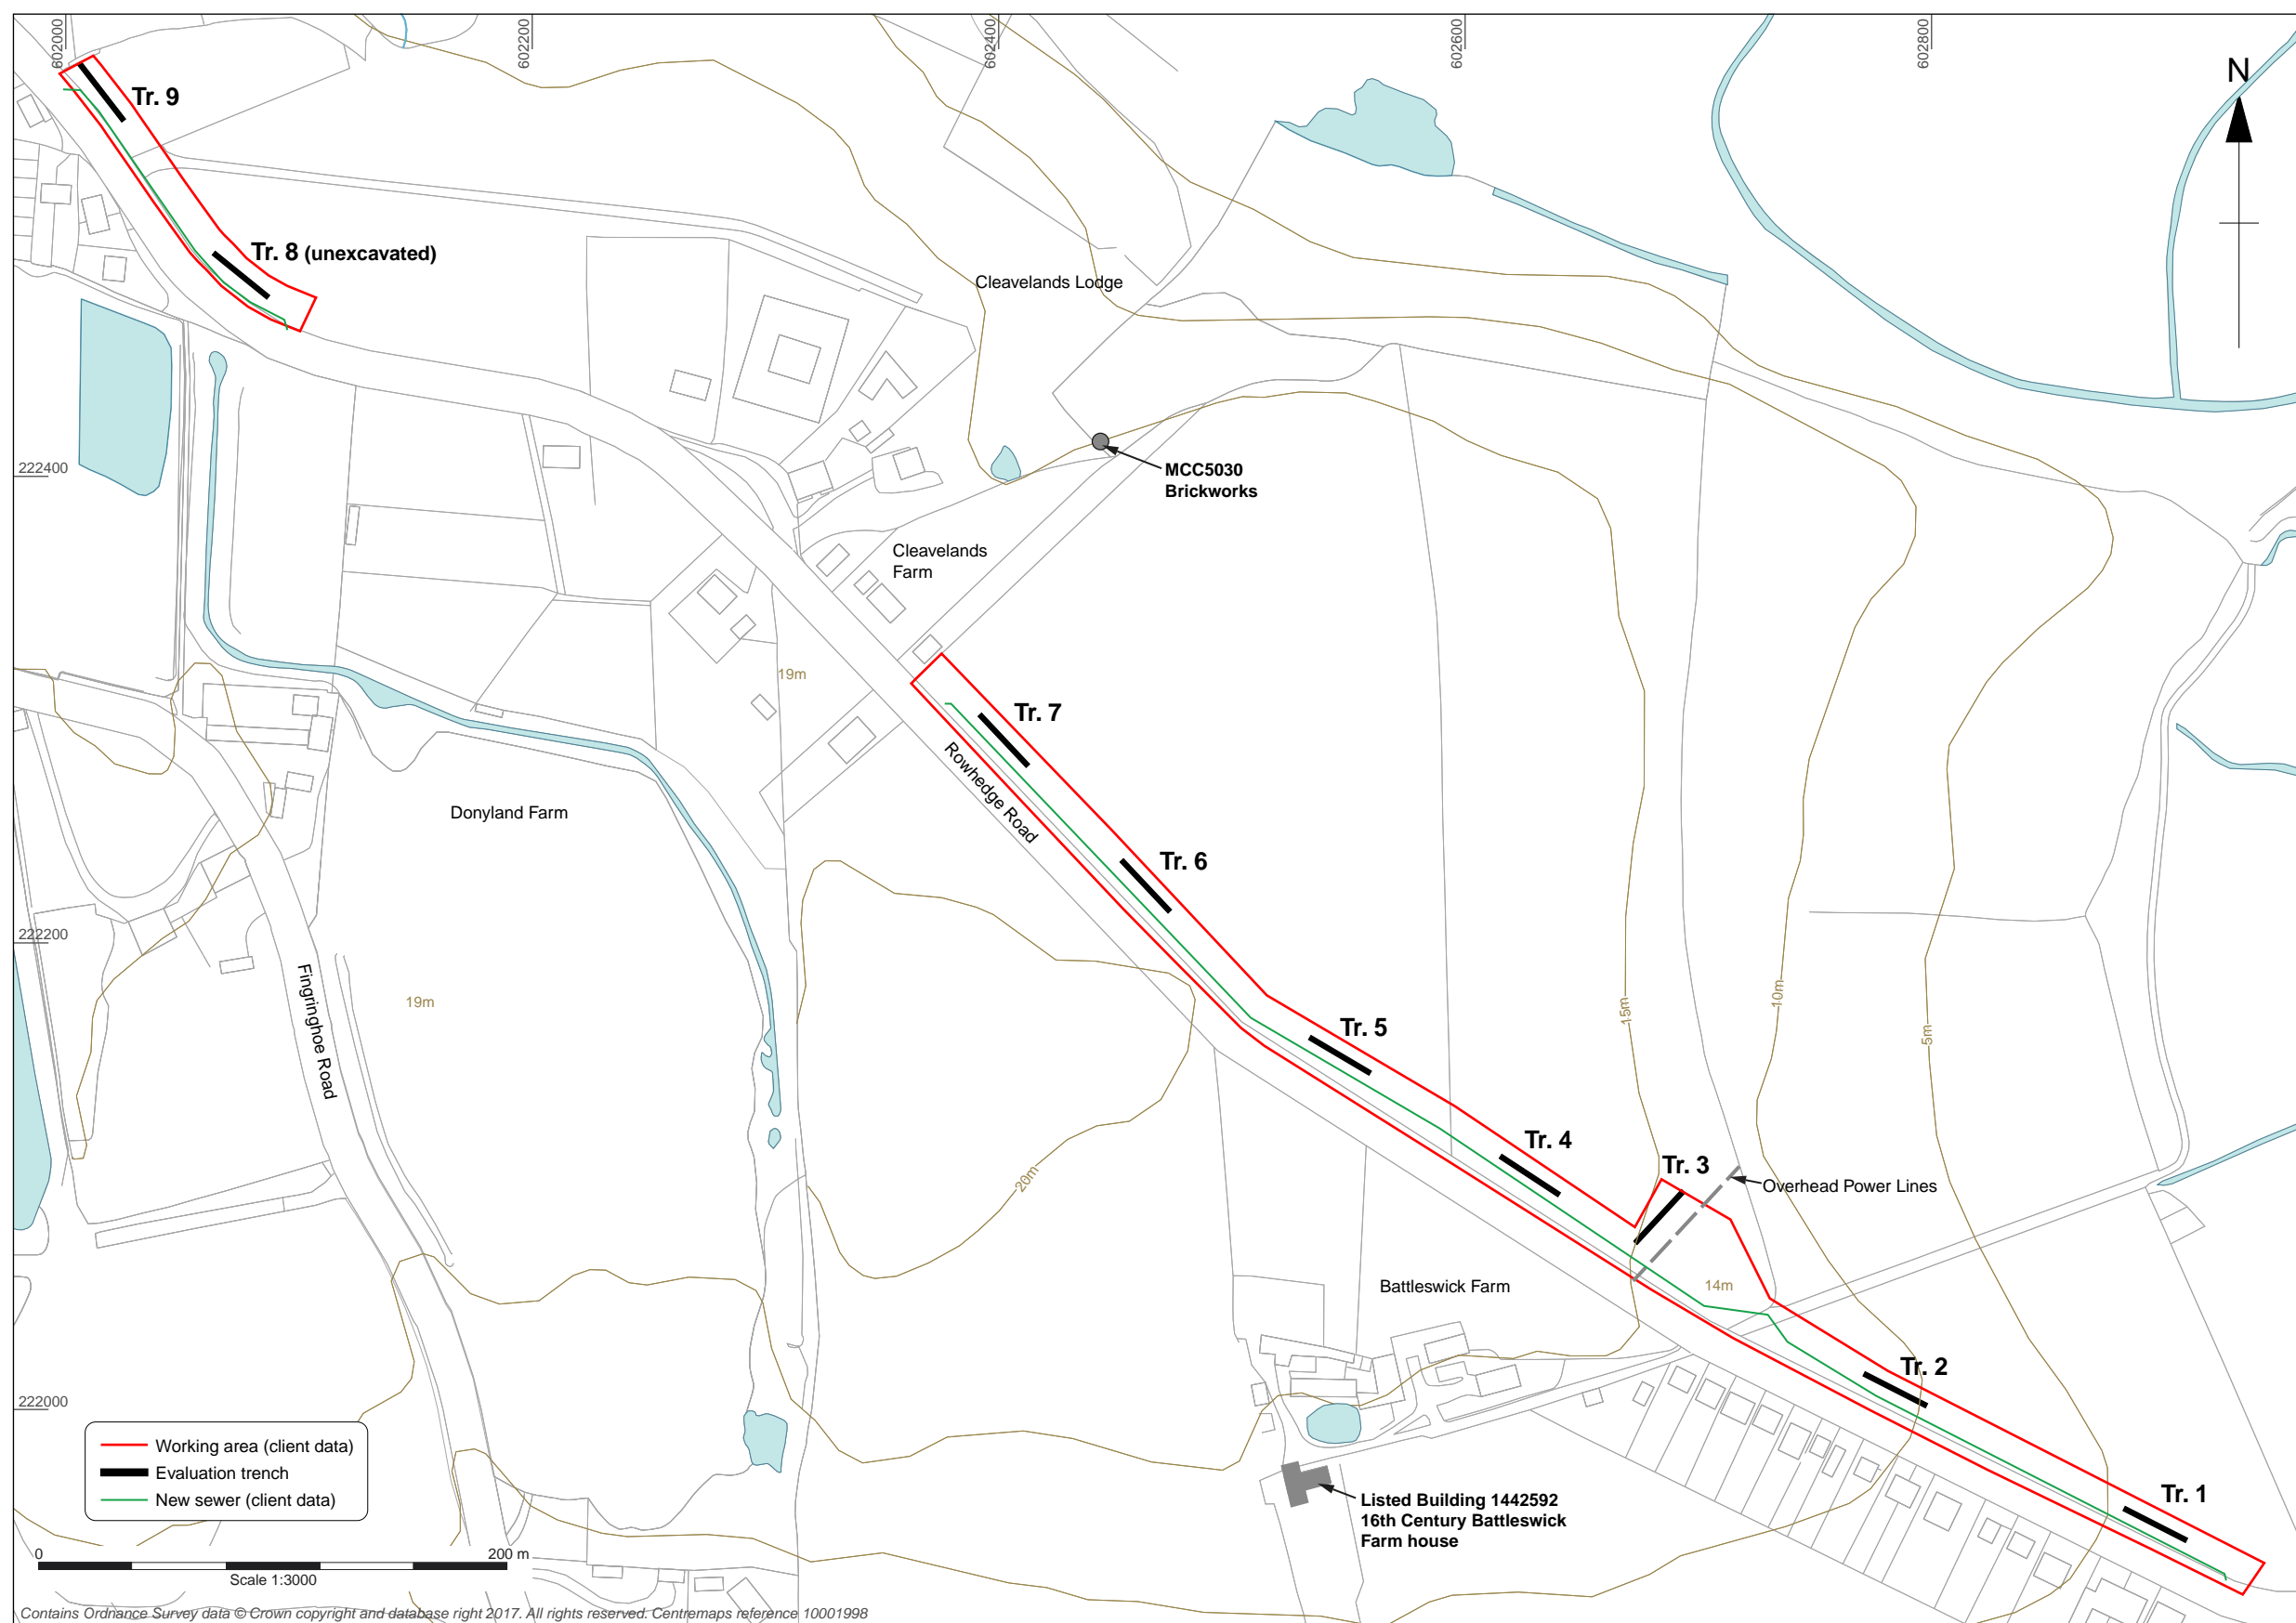 602000
602200
602400
602600
602800
N
Tr. 9
Tr. 8 (unexcavated)
Cleavelands Lodge
222400
MCC5030
Brickworks
Cleavelands
Farm
19m
Tr. 7
Rowhedge Road
Donyland Farm
Tr. 6
222200
Fingringhoe Road
19m
15m
10m
5m
Tr. 5
Tr. 4
Tr. 3
20m
Overhead Power Lines
Battleswick Farm
14m
Tr. 2
222000
Working area (client data)
Evaluation trench
New sewer (client data)
Tr. 1
Listed Building 1442592
16th Century Battleswick
Farm house
0
200 m
Scale 1:3000
Contains Ordnance Survey data © Crown copyright and database right 2017. All rights reserved. Centremaps reference 10001998